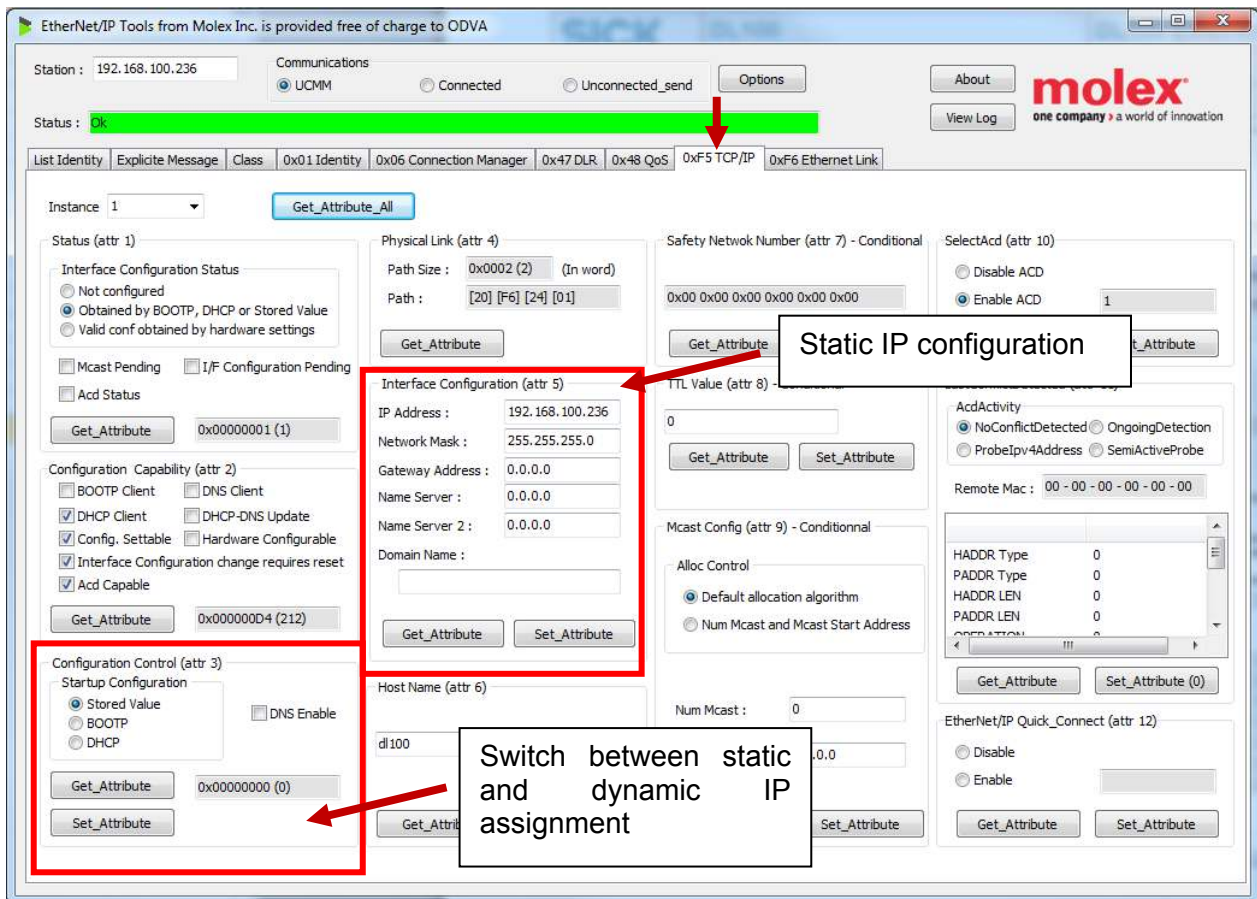 EtherNet/IP Tools from Molex Inc. is provided free of charge to ODVA
SICK DL100
Station : 192.168.100.236
Communications
UCMM Connected Unconnected_send
Options
About
View Log
molex
one company > a world of innovation
Status : Ok
List Identity Explicite Message Class 0x01 Identity 0x06 Connection Manager 0x47 DLR 0x48 QoS 0xF5 TCP/IP 0xF6 Ethernet Link
Instance 1 Get_Attribute_All
Status (attr 1)
Interface Configuration Status
Not configured
Obtained by BOOTP, DHCP or Stored Value
Valid conf obtained by hardware settings
Mcast Pending I/F Configuration Pending
Acd Status
Get_Attribute 0x00000001 (1)
Configuration Capability (attr 2)
BOOTP Client DNS Client
DHCP Client DHCP-DNS Update
Config. Settable Hardware Configurable
Interface Configuration change requires reset
Acd Capable
Get_Attribute 0x000000D4 (212)
Configuration Control (attr 3)
Startup Configuration
Stored Value
BOOTP
DHCP
DNS Enable
Get_Attribute 0x00000000 (0)
Set_Attribute
Physical Link (attr 4)
Path Size : 0x0002 (2) (In word)
Path : [20] [F6] [24] [01]
Get_Attribute
Interface Configuration (attr 5)
IP Address : 192.168.100.236
Network Mask : 255.255.255.0
Gateway Address : 0.0.0.0
Name Server : 0.0.0.0
Name Server 2 : 0.0.0.0
Domain Name :
Get_Attribute Set_Attribute
Host Name (attr 6)
dl100
Switch between static
and dynamic IP
assignment
Safety Netwok Number (attr 7) - Conditional
0x00 0x00 0x00 0x00 0x00 0x00
Get_Attribute
Static IP configuration
TTL Value (attr 8) -
0
Get_Attribute Set_Attribute
Mcast Config (attr 9) - Conditionnal
Alloc Control
Default allocation algorithm
Num Mcast and Mcast Start Address
Num Mcast : 0
.0.0
Set_Attribute
SelectAcd (attr 10)
Disable ACD
Enable ACD 1
AcdActivity
NoConflictDetected OngoingDetection
ProbeIpv4Address SemiActiveProbe
Remote Mac : 00 - 00 - 00 - 00 - 00 - 00
HADDR Type 0
PADDR Type 0
HADDR LEN 0
PADDR LEN 0
Get_Attribute Set_Attribute (0)
EtherNet/IP Quick_Connect (attr 12)
Disable
Enable
Get_Attribute Set_Attribute